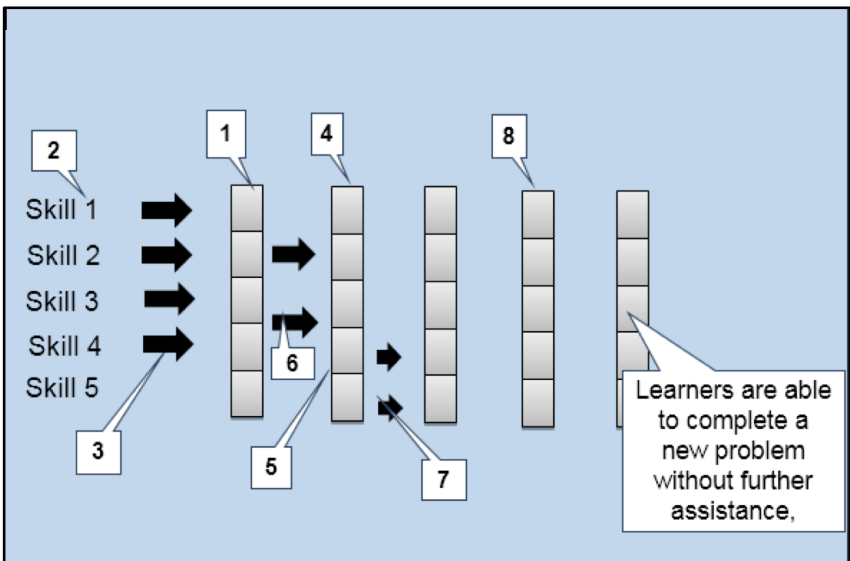 1
4
8
2
Skill 1
Skill 2
Skill 3
Skill 4
Skill 5
6
3
5
7
Learners are able
to complete a
new problem
without further
assistance,